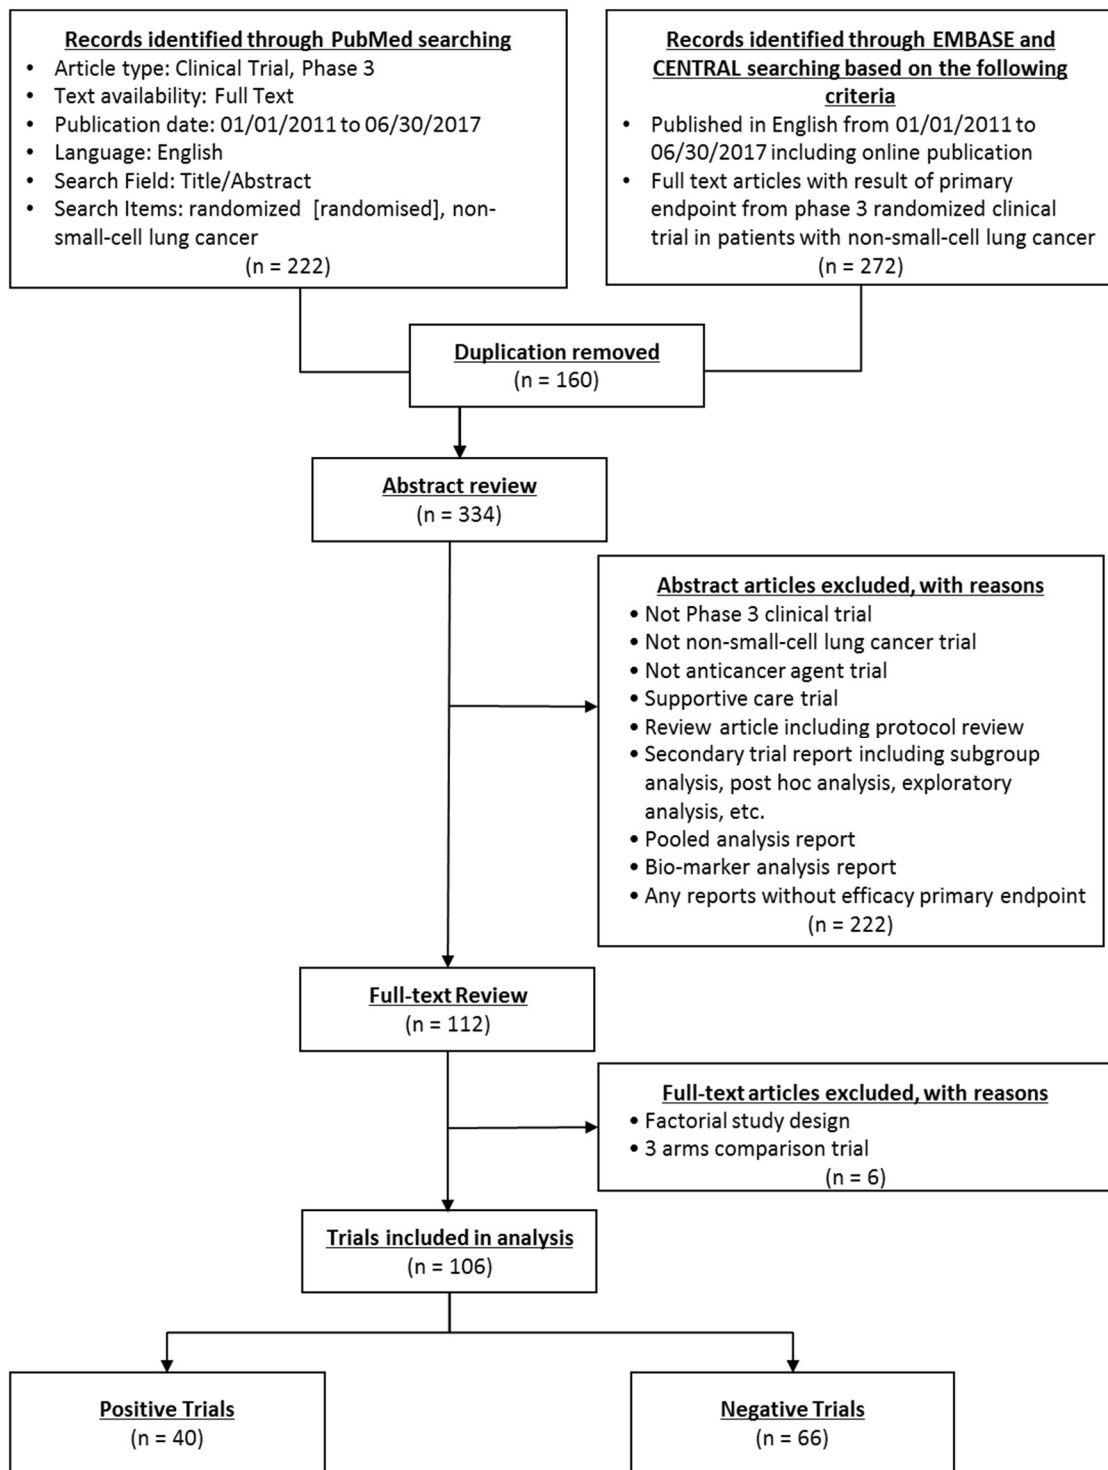 Records identified through PubMed searching
• Article type: Clinical Trial, Phase 3
• Text availability: Full Text
• Publication date: 01/01/2011 to 06/30/2017
• Language: English
• Search Field: Title/Abstract
• Search Items: randomized [randomised], non-
small-cell lung cancer
(n = 222)
Records identified through EMBASE and
CENTRAL searching based on the following
criteria
• Published in English from 01/01/2011 to
06/30/2017 including online publication
• Full text articles with result of primary
endpoint from phase 3 randomized clinical
trial in patients with non-small-cell lung cancer
(n = 272)
Duplication removed
(n = 160)
Abstract review
(n = 334)
Abstract articles excluded, with reasons
• Not Phase 3 clinical trial
• Not non-small-cell lung cancer trial
• Not anticancer agent trial
• Supportive care trial
• Review article including protocol review
• Secondary trial report including subgroup
analysis, post hoc analysis, exploratory
analysis, etc.
• Pooled analysis report
• Bio-marker analysis report
• Any reports without efficacy primary endpoint
(n = 222)
Full-text Review
(n = 112)
Full-text articles excluded, with reasons
• Factorial study design
• 3 arms comparison trial
(n = 6)
Trials included in analysis
(n = 106)
Positive Trials
(n = 40)
Negative Trials
(n = 66)